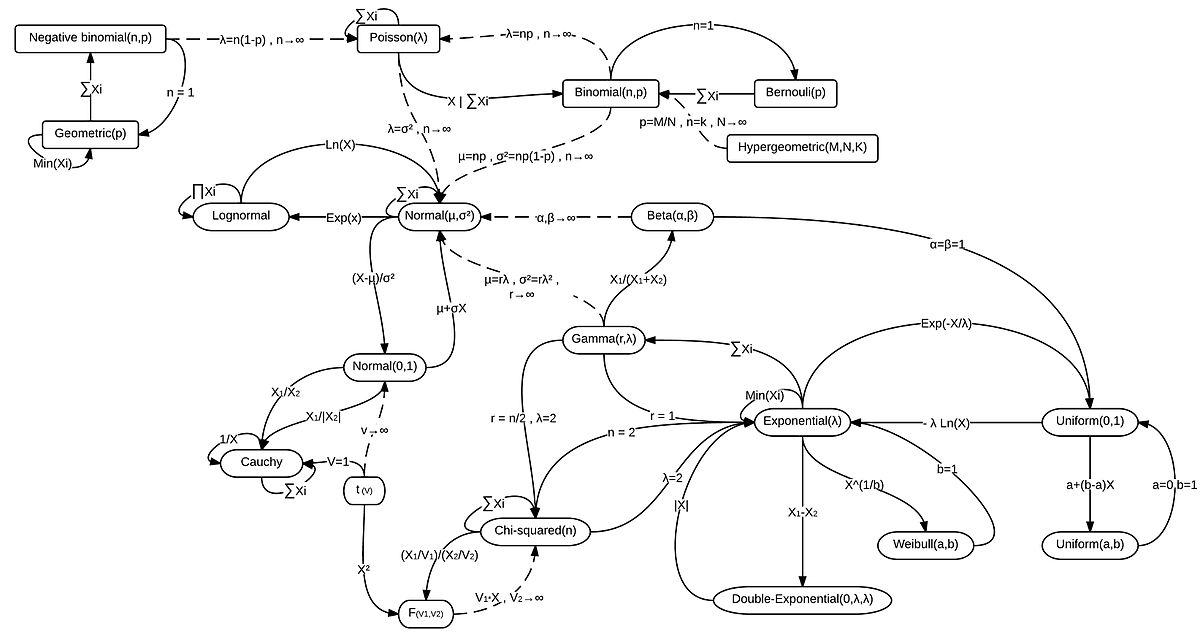 ∑Xi
Negative binomial(n,p)
λ=n(1-p) , n→∞
Poisson(λ)
λ=np , n→∞
n=1
∑Xi
n = 1
X | ∑Xi
Binomial(n,p)
∑Xi
Bernouli(p)
Geometric(p)
Min(Xi)
λ=σ² , n→∞
p=M/N , n=k , N→∞
Hypergeometric(M,N,K)
Ln(X)
μ=np , σ²=np(1-p) , n→∞
∏Xi
∑Xi
Lognormal
Exp(x)
Normal(μ,σ²)
α,β→∞
Beta(α,β)
α=β=1
(X-μ)/σ²
μ=rλ , σ²=rλ² ,
r→∞
X₁/(X₁+X₂)
μ+σX
Exp(-X/λ)
Gamma(r,λ)
∑Xi
Normal(0,1)
X₁/X₂
X₁/|X₂|
Min(Xi)
r = n/2 , λ=2
r = 1
n = 2
Exponential(λ)
- λ Ln(X)
Uniform(0,1)
v→∞
1/X
Cauchy
V=1
∑Xi
t (V)
λ=2
b=1
X^(1/b)
a+(b-a)X
a=0,b=1
∑Xi
|X|
X₁-X₂
Chi-squared(n)
Weibull(a,b)
Uniform(a,b)
(X₁/V₁)/(X₂/V₂)
X²
V₁*X , V₂→∞
F(V1,V2)
Double-Exponential(0,λ,λ)